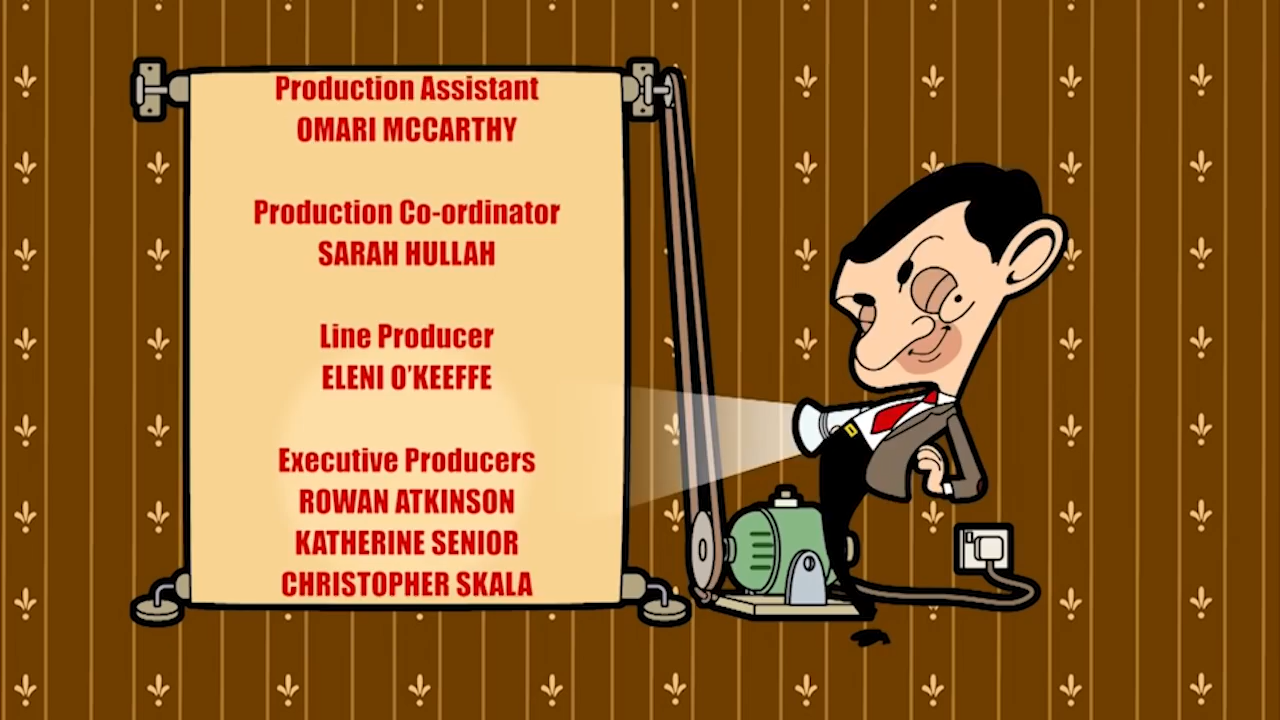 Production Assistant
OMARI MCCARTHY
Production Co-ordinator
SARAH HULLAH
Line Producer
ELENI O'KEEFFE
Executive Producers
ROWAN ATKINSON
KATHERINE SENIOR
CHRISTOPHER SKALA